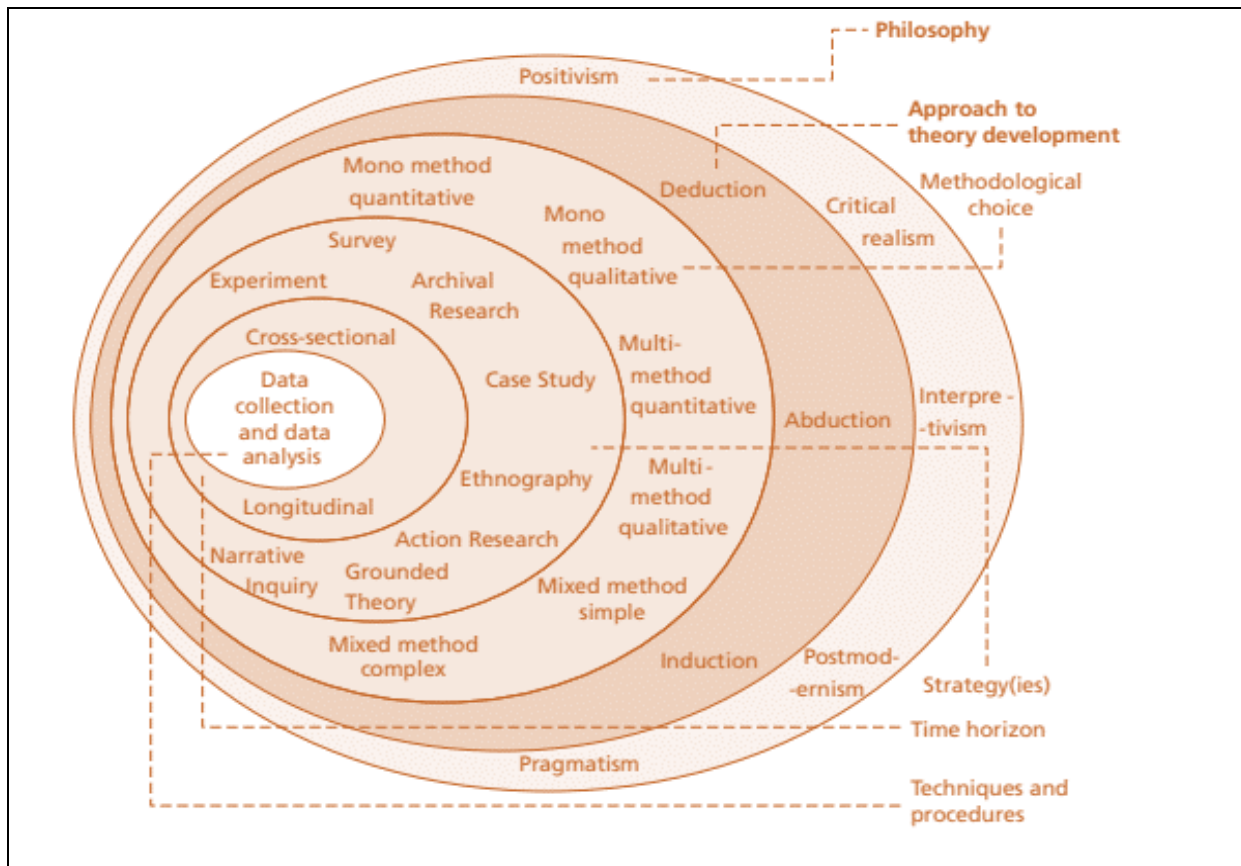 Philosophy
Positivism
Approach to
theory development
Mono method
quantitative
Deduction
Methodological
choice
Mono
method
qualitative
Critical
realism
Survey
Experiment
Archival
Research
Cross-sectional
Multi-
method
quantitative
Data
collection
and data
analysis
Case Study
Abduction
Interpre -
-tivism
Ethnography
Multi-
method
qualitative
Longitudinal
Action Research
Narrative
Inquiry
Grounded
Theory
Mixed method
simple
Mixed method
complex
Induction
Postmod-
-ernism
Strategy(ies)
Time horizon
Pragmatism
Techniques and
procedures